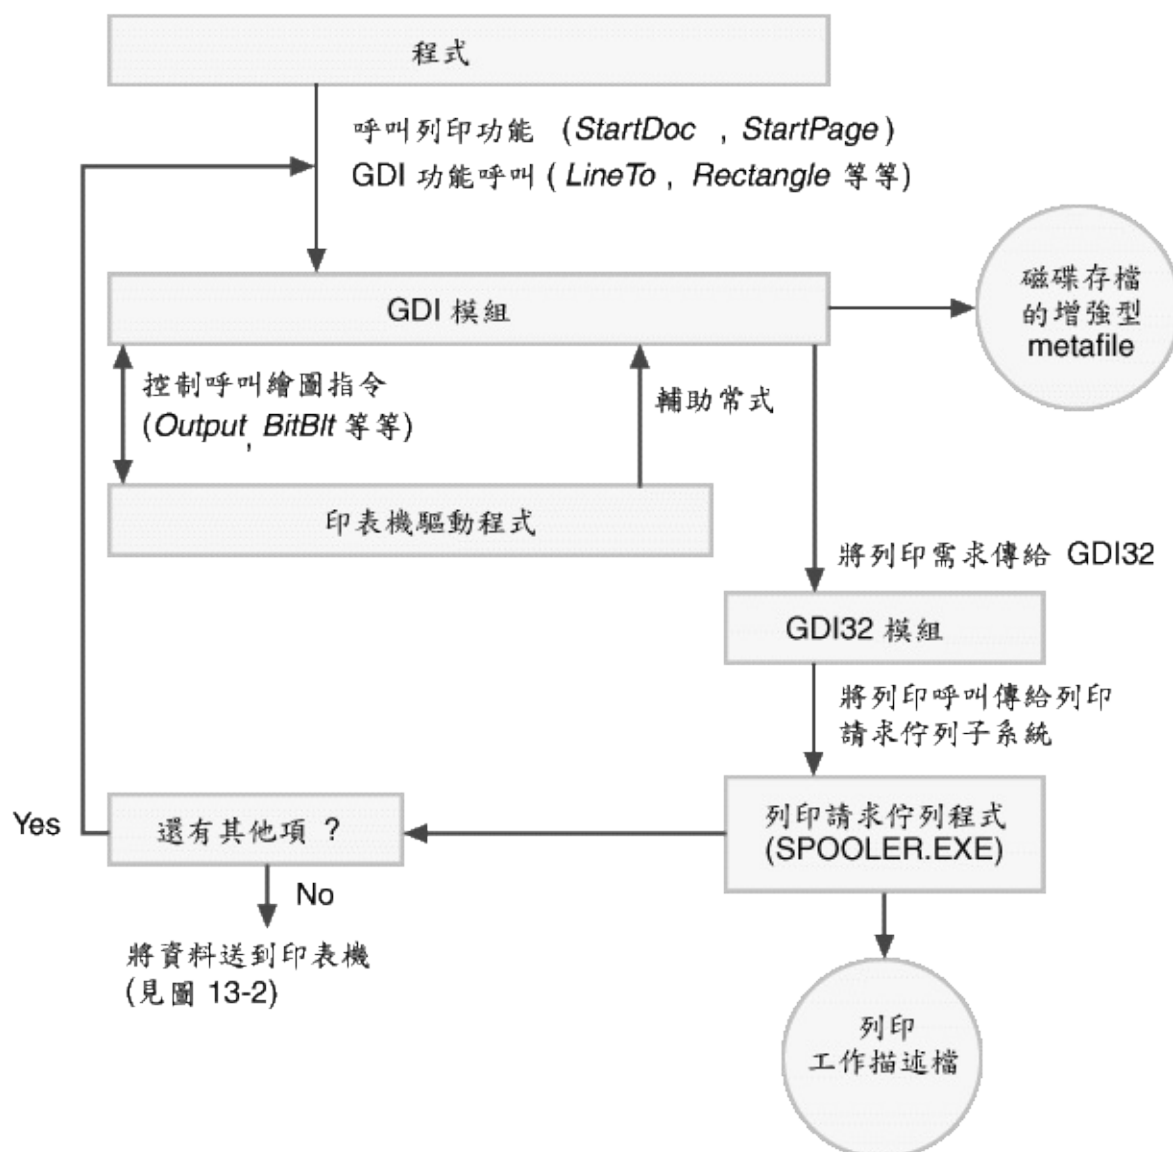 程式
呼叫列印功能 (StartDoc , StartPage)
GDI 功能呼叫 ( LineTo , Rectangle 等等)
GDI 模組
磁碟存檔
的增強型
metafile
控制呼叫繪圖指令
(Output, BitBlt 等等)
輔助常式
印表機驅動程式
將列印需求傳給 GDI32
GDI32 模組
將列印呼叫傳給列印
請求佇列子系統
Yes
還有其他項 ?
列印請求佇列程式
(SPOOLER.EXE)
No
將資料送到印表機
(見圖 13-2)
列印
工作描述檔